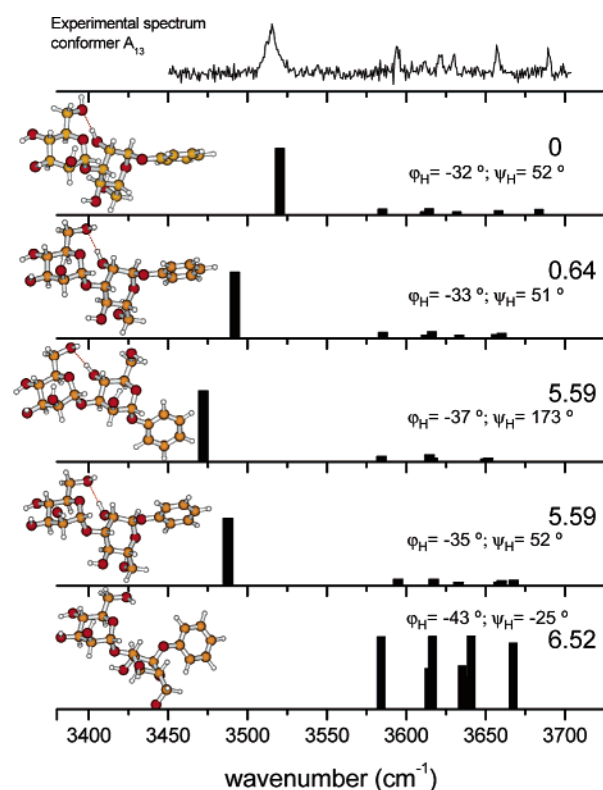 Experimental spectrum
conformer A₁₃
0
φH= -32 º; ψH= 52 º
0.64
φH= -33 º; ψH= 51 º
5.59
φH= -37 º; ψH= 173 º
5.59
φH= -35 º; ψH= 52 º
φH= -43 º; ψH= -25 º
6.52
3400 3450 3500 3550 3600 3650 3700
wavenumber (cm⁻¹)